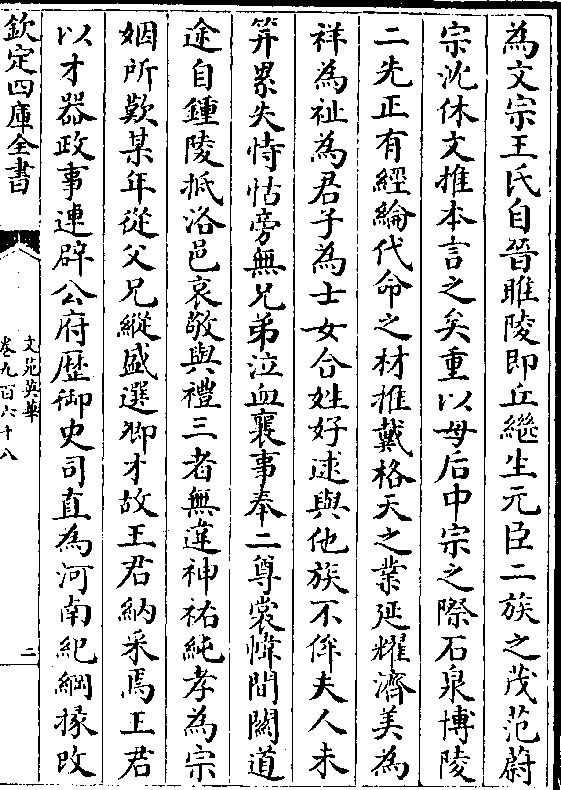 為文宗王氏自晉睢陵即丘繼生元臣二族之茂范蔚
宗沈休文推本言之矣重以母后中宗之際石泉博陵
二先正有經綸代命之材推戴格天之業延耀濟美為
祥為祉為君子為士女合姓好逑與他族不侔夫人未
筓累失恃怙旁無兄弟泣血襄事奉二尊裳幃間關道
途自鍾陵抵洛邑哀敬與禮三者無違神祐純孝為宗
姻所歎某年從父兄縱盛選卿才故王君納采焉王君
以才器政事連辟公府歴御史司直為河南紀綱掾改
欽定四庫全書
文苑英華
卷九百六十八
二